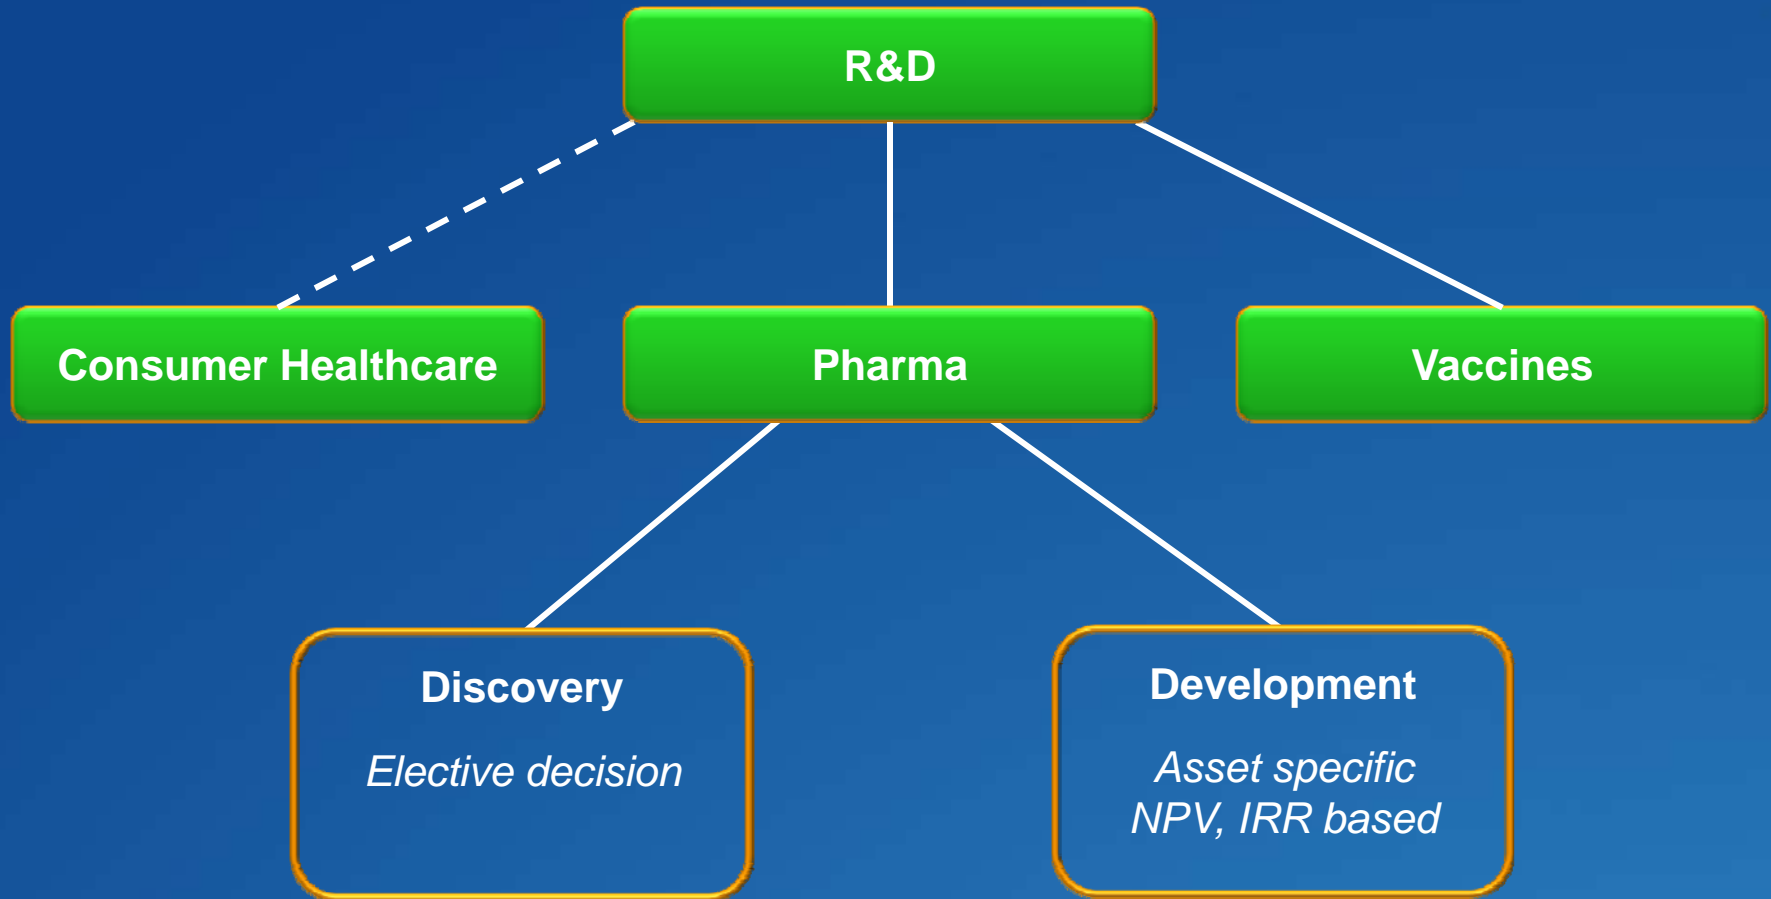 R&D
Consumer Healthcare
Pharma
Vaccines
Discovery
Elective decision
Development
Asset specific
NPV, IRR based